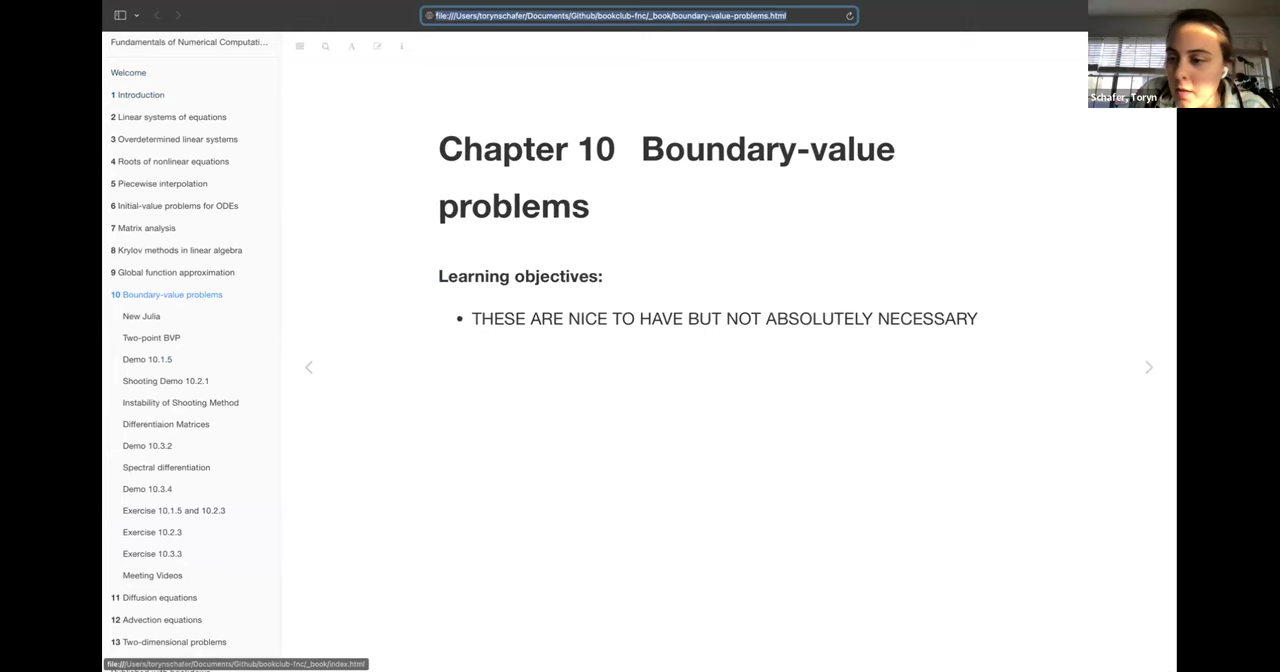 file:///Users/torynschafer/Documents/Github/bookclub-fnc/_book/boundary-value-problems.html
Schafer, Toryn
Fundamentals of Numerical Computati...
Welcome
1 Introduction
2 Linear systems of equations
3 Overdetermined linear systems
4 Roots of nonlinear equations
5 Piecewise interpolation
6 Initial-value problems for ODEs
7 Matrix analysis
8 Krylov methods in linear algebra
9 Global function approximation
10 Boundary-value problems
New Julia
Two-point BVP
Demo 10.1.5
Shooting Demo 10.2.1
Instability of Shooting Method
Differentiaion Matrices
Demo 10.3.2
Spectral differentiation
Demo 10.3.4
Exercise 10.1.5 and 10.2.3
Exercise 10.2.3
Exercise 10.3.3
Meeting Videos
11 Diffusion equations
12 Advection equations
13 Two-dimensional problems
file:///Users/torynschafer/Documents/Github/bookclub-fnc/_book/index.html
Chapter 10 Boundary-value
problems
Learning objectives:
• THESE ARE NICE TO HAVE BUT NOT ABSOLUTELY NECESSARY